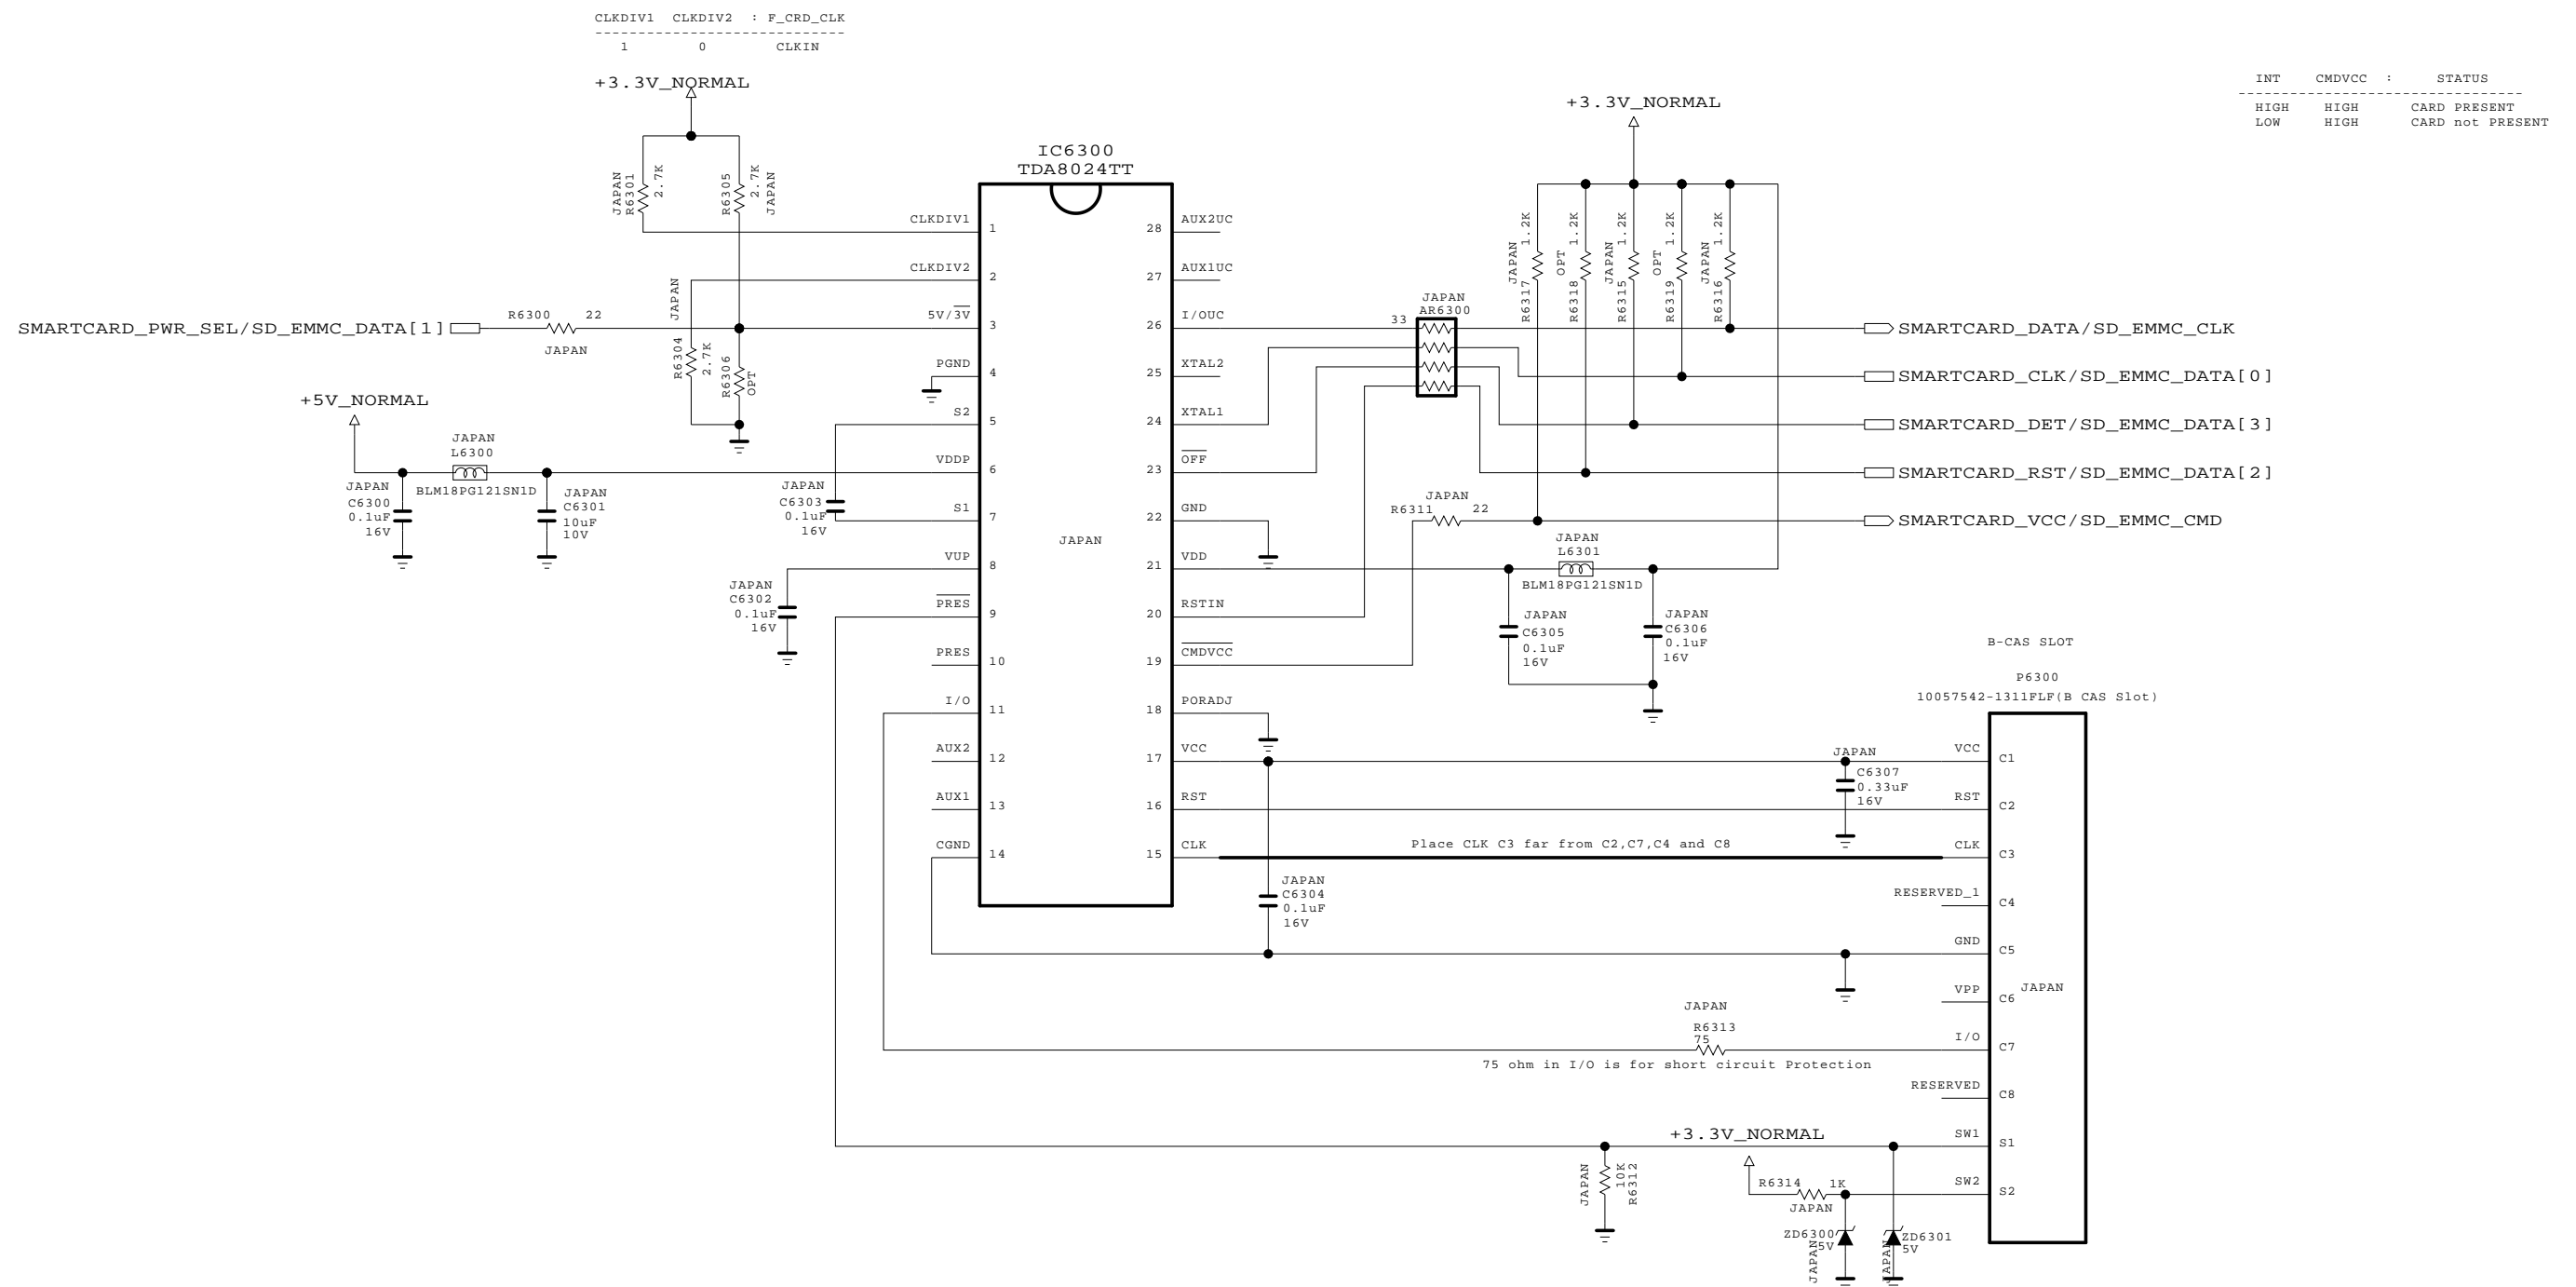 CLKDIV1 CLKDIV2 : F_CRD_CLK
-----------------------------
1 0 CLKIN
INT CMDVCC : STATUS
---------------------------------
HIGH HIGH CARD PRESENT
LOW HIGH CARD not PRESENT
+3.3V_NORMAL
JAPAN
R6301
2.7K
R6305
2.7K
JAPAN
SMARTCARD_PWR_SEL/SD_EMMC_DATA[1]
R6300 22
JAPAN
JAPAN
R6304
2.7K
R6306
OPT
+5V_NORMAL
JAPAN
L6300
BLM18PG121SN1D
JAPAN
C6300
0.1uF
16V
JAPAN
C6301
10uF
10V
JAPAN
C6303
0.1uF
16V
JAPAN
C6302
0.1uF
16V
IC6300
TDA8024TT
JAPAN
CLKDIV1 1
CLKDIV2 2
5V/3V 3
PGND 4
S2 5
VDDP 6
S1 7
VUP 8
PRES 9
PRES 10
I/O 11
AUX2 12
AUX1 13
CGND 14
28 AUX2UC
27 AUX1UC
26 I/OUC
25 XTAL2
24 XTAL1
23 OFF
22 GND
21 VDD
20 RSTIN
19 CMDVCC
18 PORADJ
17 VCC
16 RST
15 CLK
+3.3V_NORMAL
JAPAN
R6317
1.2K
OPT
R6318
1.2K
JAPAN
R6315
1.2K
OPT
R6319
1.2K
JAPAN
R6316
1.2K
JAPAN
AR6300
33
SMARTCARD_DATA/SD_EMMC_CLK
SMARTCARD_CLK/SD_EMMC_DATA[0]
SMARTCARD_DET/SD_EMMC_DATA[3]
SMARTCARD_RST/SD_EMMC_DATA[2]
SMARTCARD_VCC/SD_EMMC_CMD
JAPAN
R6311 22
JAPAN
L6301
BLM18PG121SN1D
JAPAN
C6305
0.1uF
16V
JAPAN
C6306
0.1uF
16V
B-CAS SLOT
P6300
10057542-1311FLF(B CAS Slot)
JAPAN
C6307
0.33uF
16V
Place CLK C3 far from C2,C7,C4 and C8
JAPAN
C6304
0.1uF
16V
VCC C1
RST C2
CLK C3
RESERVED_1 C4
GND C5
VPP C6
JAPAN
I/O C7
RESERVED C8
SW1 S1
SW2 S2
JAPAN
R6313
75
75 ohm in I/O is for short circuit Protection
+3.3V_NORMAL
JAPAN
10K
R6312
R6314 1K
JAPAN
ZD6300
5V
JAPAN
ZD6301
5V
JAPAN